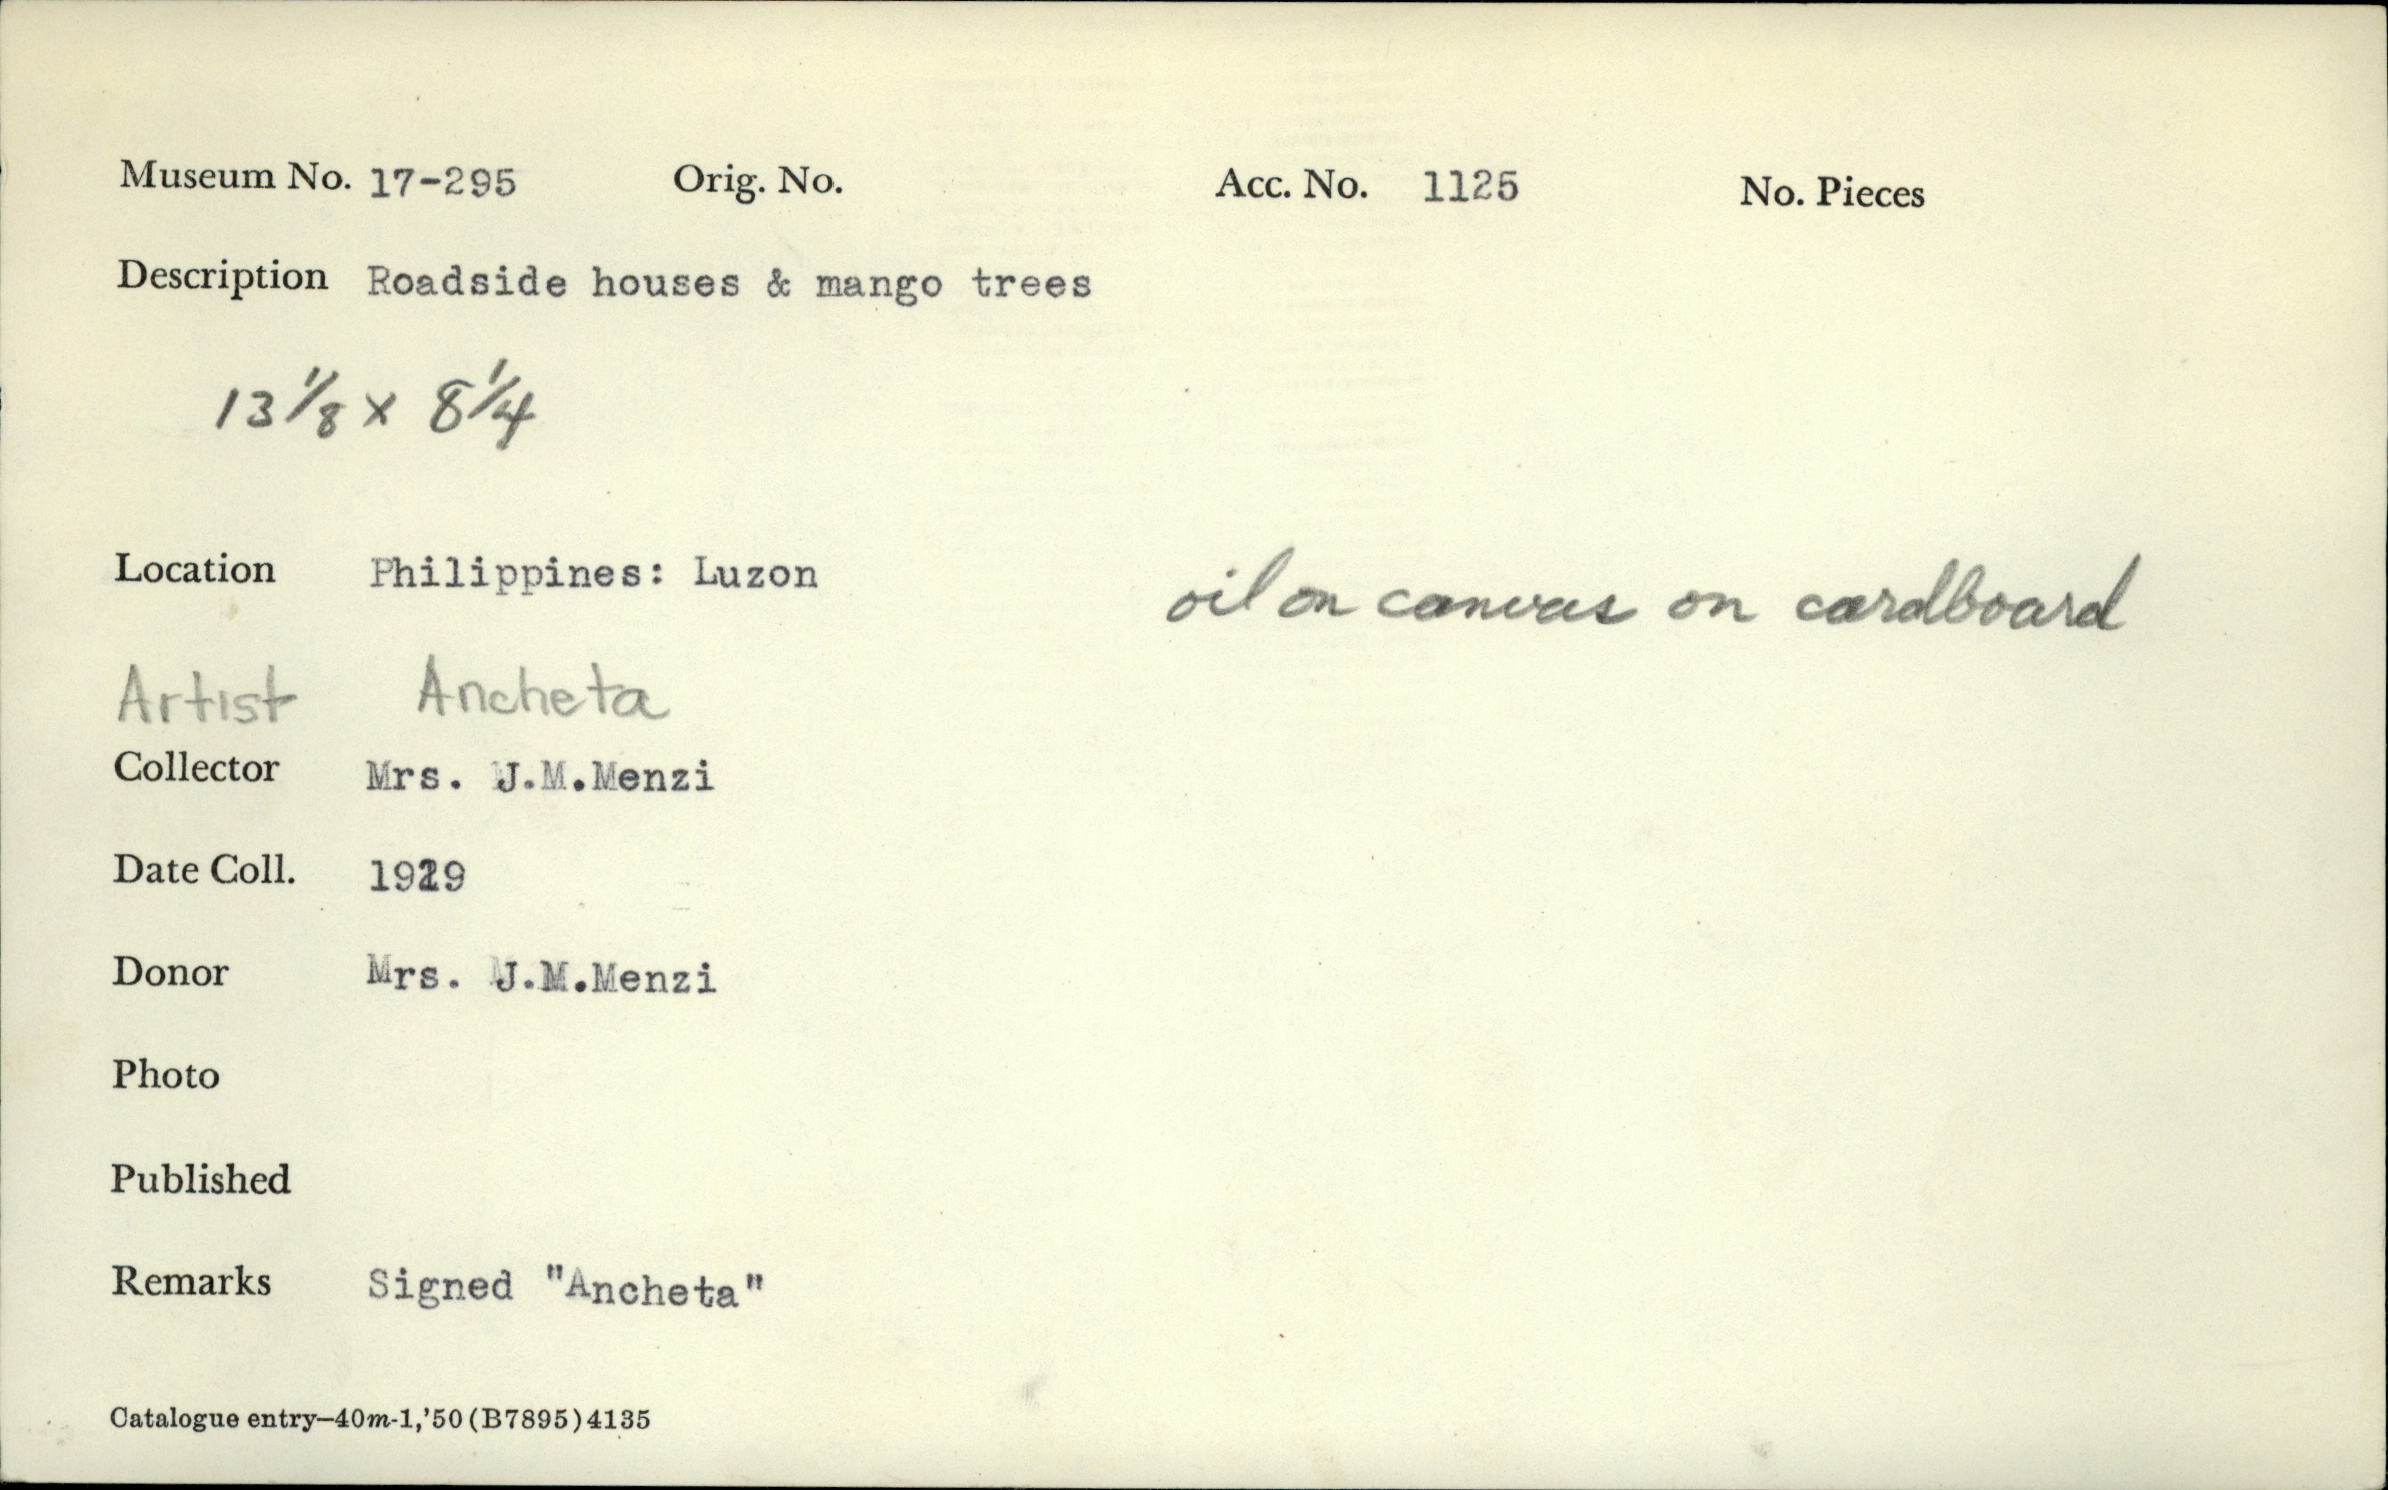 Museum No. 17-295 Orig. No. Acc. No. 1125 No. Pieces
Description Roadside houses & mango trees
13 1/8 x 8 1/4
Location Philippines: Luzon
oil on canvas on cardboard
Artist Ancheta
Collector Mrs. J.M.Menzi
Date Coll.
Donor Mrs. J.M.Menzi
Photo
Published
Remarks Signed "Ancheta"
Catalogue entry—40m-1,'50(B7895)4135